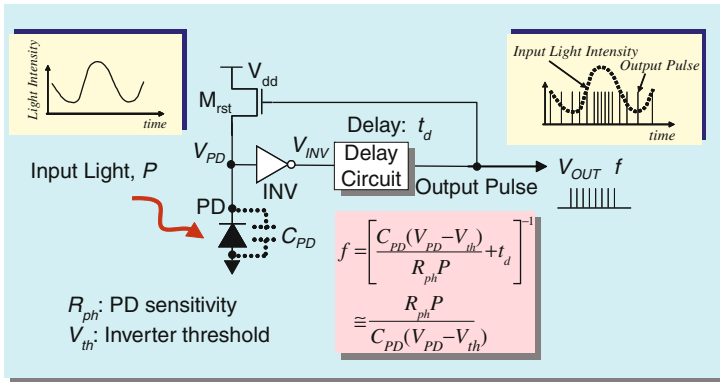 Light Intensity
time
V_dd
M_rst
Input Light Intensity
Output Pulse
time
Delay: t_d
V_PD
V_INV
Delay
Circuit
INV
Output Pulse
V_OUT f
Input Light, P
PD
C_PD
f = [C_PD(V_PD−V_th)/(R_ph P) + t_d]^−1
≅ R_ph P/(C_PD(V_PD−V_th))
R_ph: PD sensitivity
V_th: Inverter threshold